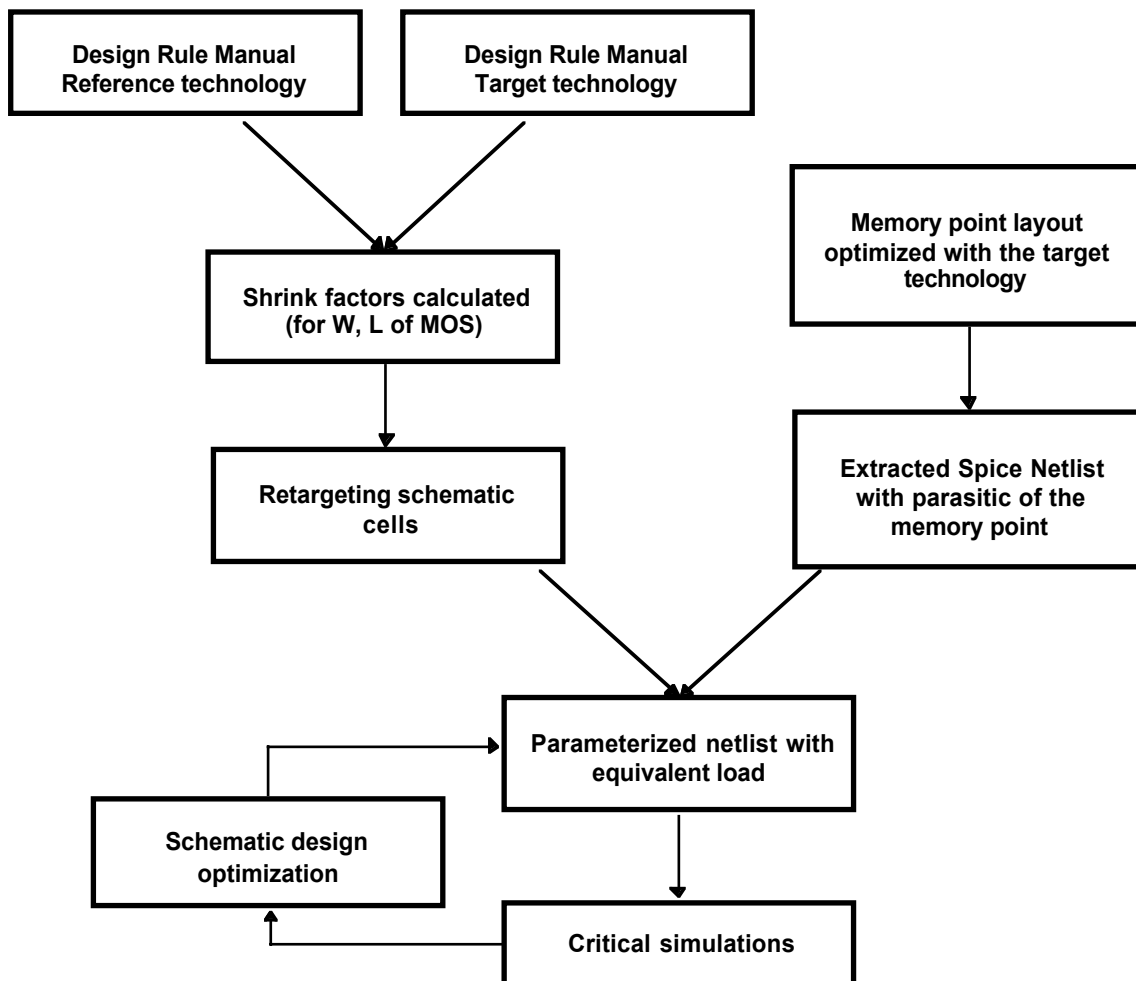 Design Rule Manual
Reference technology
Design Rule Manual
Target technology
Memory point layout
optimized with the target
technology
Shrink factors calculated
(for W, L of MOS)
Extracted Spice Netlist
with parasitic of the
memory point
Retargeting schematic
cells
Parameterized netlist with
equivalent load
Schematic design
optimization
Critical simulations